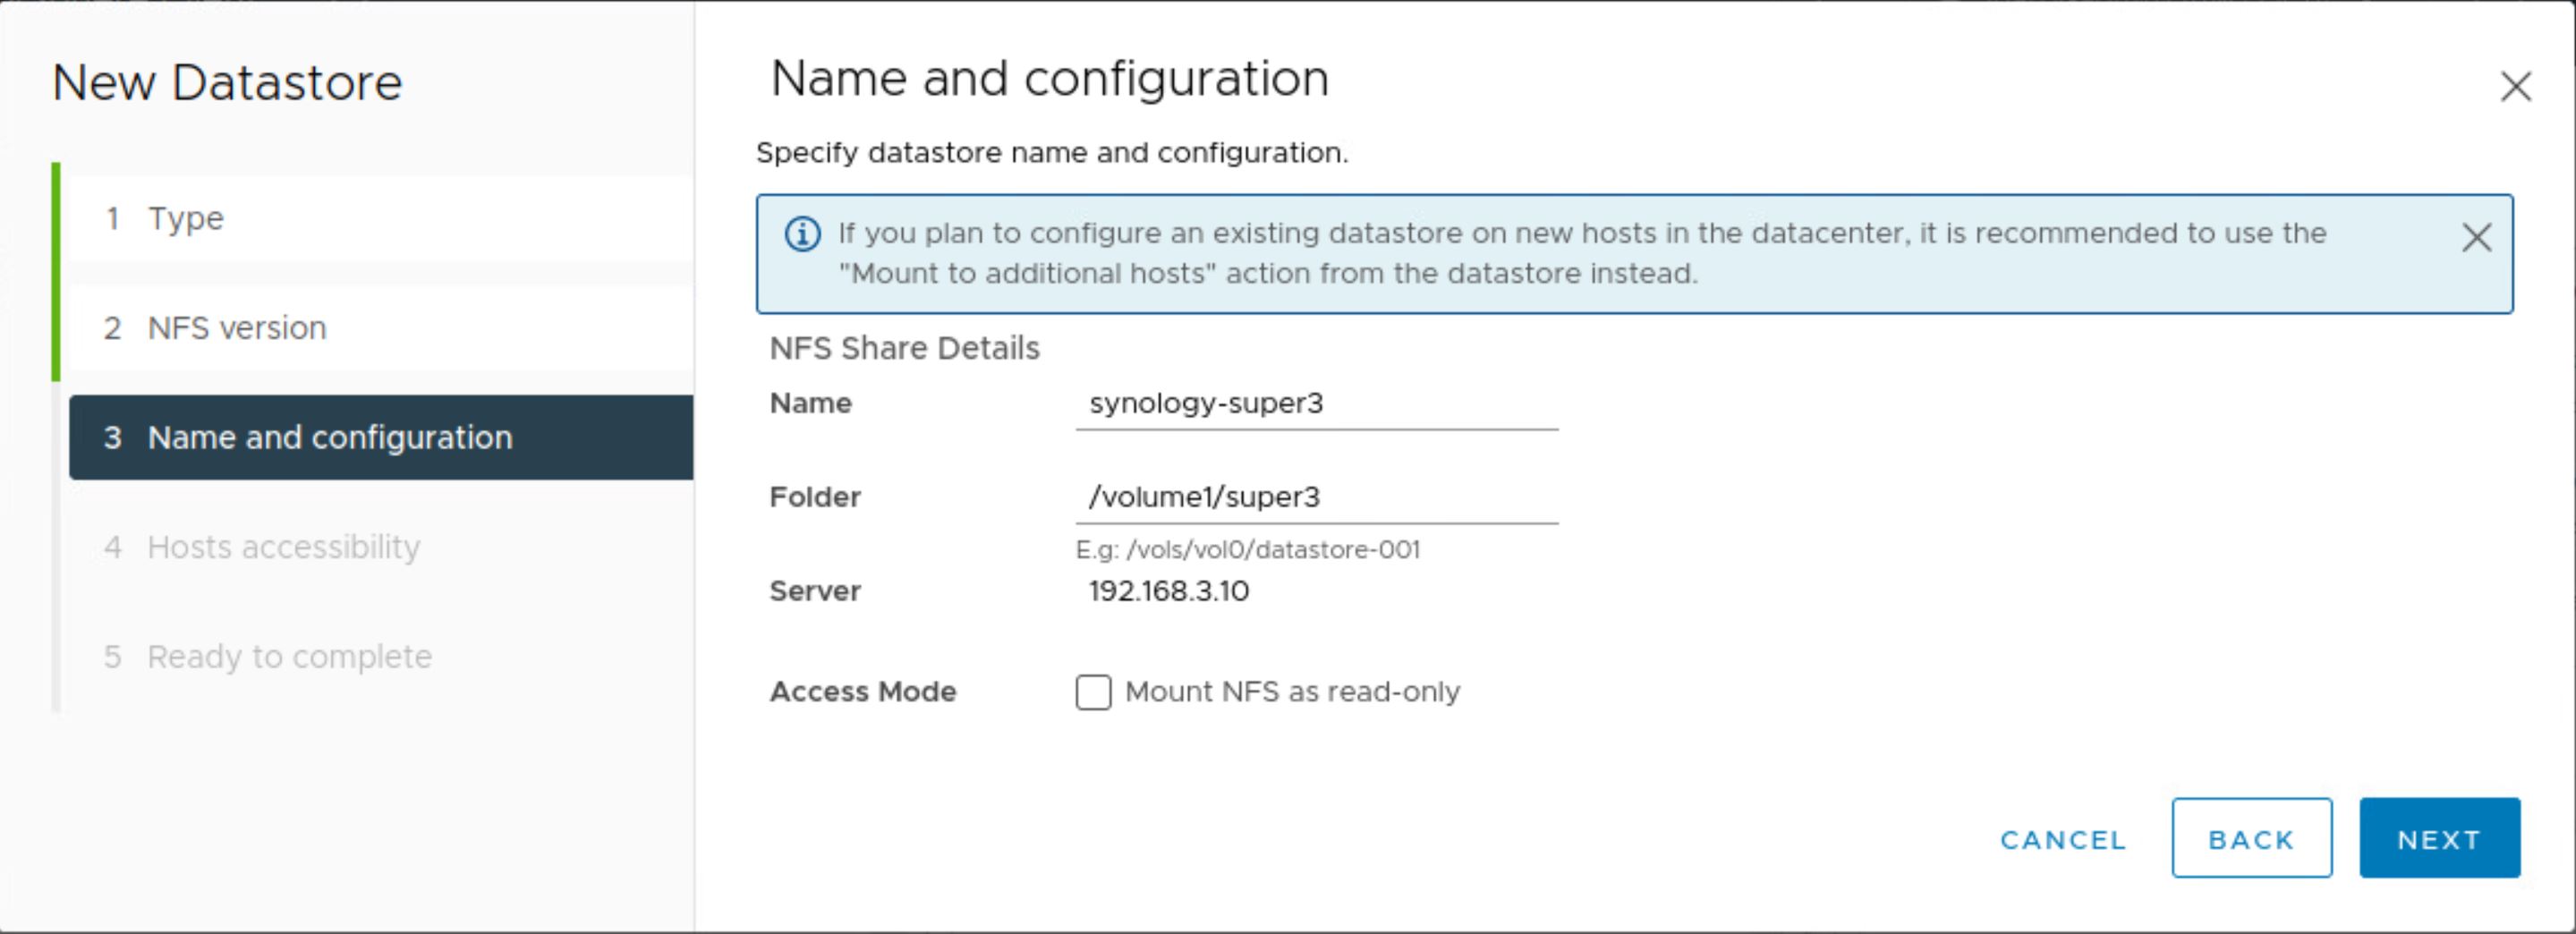 New Datastore
1 Type
2 NFS version
3 Name and configuration
4 Hosts accessibility
5 Ready to complete
Name and configuration
Specify datastore name and configuration.
If you plan to configure an existing datastore on new hosts in the datacenter, it is recommended to use the
"Mount to additional hosts" action from the datastore instead.
NFS Share Details
Name synology-super3
Folder /volume1/super3
E.g: /vols/vol0/datastore-001
Server 192.168.3.10
Access Mode Mount NFS as read-only
CANCEL BACK NEXT